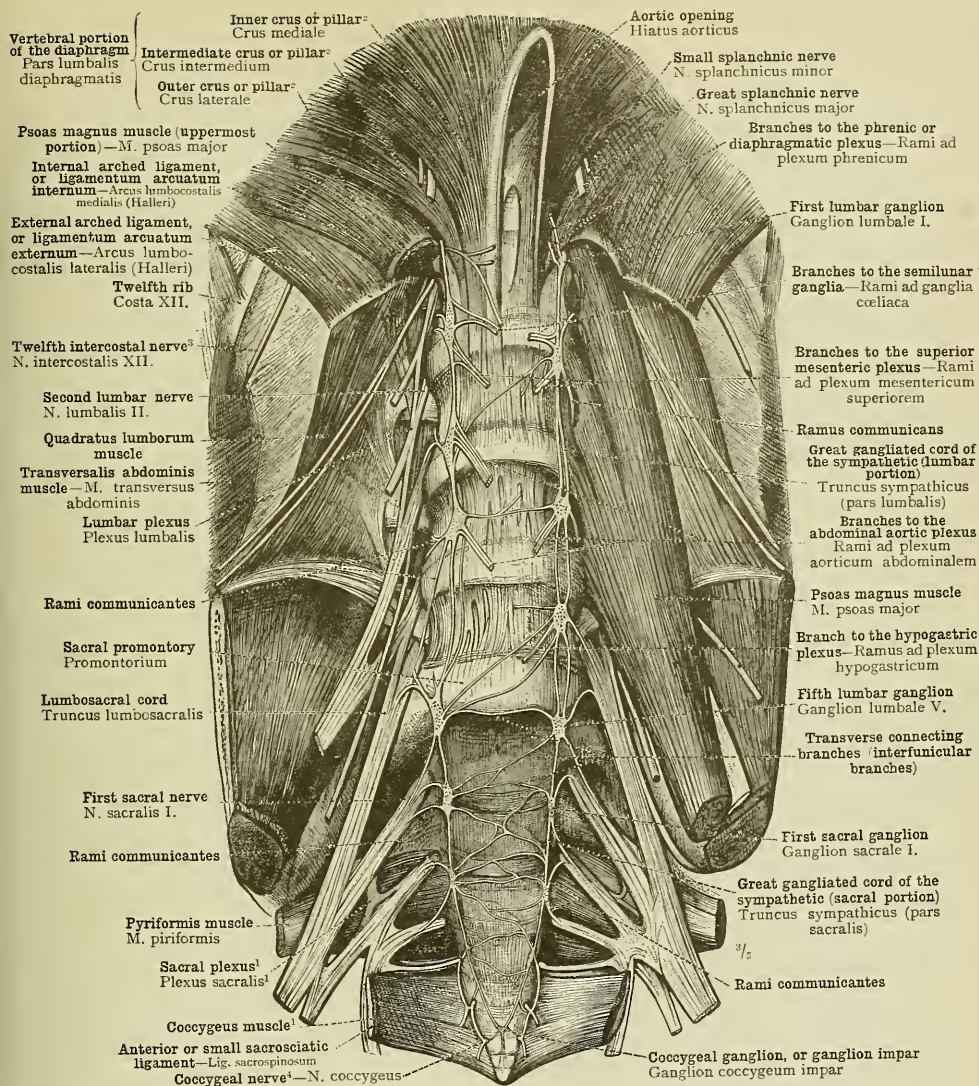 Vertebral portion
of the diaphragm
Pars lumbalis
diaphragmatis
Inner crus or pillar²
Crus mediale
Intermediate crus or pillar²
Crus intermedium
Outer crus or pillar²
Crus laterale
Psoas magnus muscle (uppermost
portion)—M. psoas major
Internal arched ligament,
or ligamentum arcuatum
internum—Arcus lumbocostalis
medialis (Halleri)
External arched ligament,
or ligamentum arcuatum
externum—Arcus lumbo-
costalis lateralis (Halleri)
Twelfth rib
Costa XII.
Twelfth intercostal nerve³
N. intercostalis XII.
Second lumbar nerve
N. lumbalis II.
Quadratus lumborum
muscle
Transversalis abdominis
muscle—M. transversus
abdominis
Lumbar plexus
Plexus lumbalis
Rami communicantes
Sacral promontory
Promontorium
Lumbosacral cord
Truncus lumbosacralis
First sacral nerve
N. sacralis I.
Rami communicantes
Pyriformis muscle
M. piriformis
Sacral plexus¹
Plexus sacralis¹
Coccygeus muscle¹
Anterior or small sacrosciatic
ligament—Lig. sacrospinosum
Coccygeal nerve⁴—N. coccygeus
Aortic opening
Hiatus aorticus
Small splanchnic nerve
N. splanchnicus minor
Great splanchnic nerve
N. splanchnicus major
Branches to the phrenic or
diaphragmatic plexus—Rami ad
plexum phrenicum
First lumbar ganglion
Ganglion lumbale I.
Branches to the semilunar
ganglia—Rami ad ganglia
cœliaca
Branches to the superior
mesenteric plexus—Rami
ad plexum mesentericum
superiorem
Ramus communicans
Great gangliated cord of
the sympathetic (lumbar
portion)
Truncus sympathicus
(pars lumbalis)
Branches to the
abdominal aortic plexus
Rami ad plexum
aorticum abdominalem
Psoas magnus muscle
M. psoas major
Branch to the hypogastric
plexus—Ramus ad plexum
hypogastricum
Fifth lumbar ganglion
Ganglion lumbale V.
Transverse connecting
branches (interfunicular
branches)
First sacral ganglion
Ganglion sacrale I.
Great gangliated cord of the
sympathetic (sacral portion)
Truncus sympathicus (pars
sacralis)
3/5
Rami communicantes
Coccygeal ganglion, or ganglion impar
Ganglion coccygeum impar